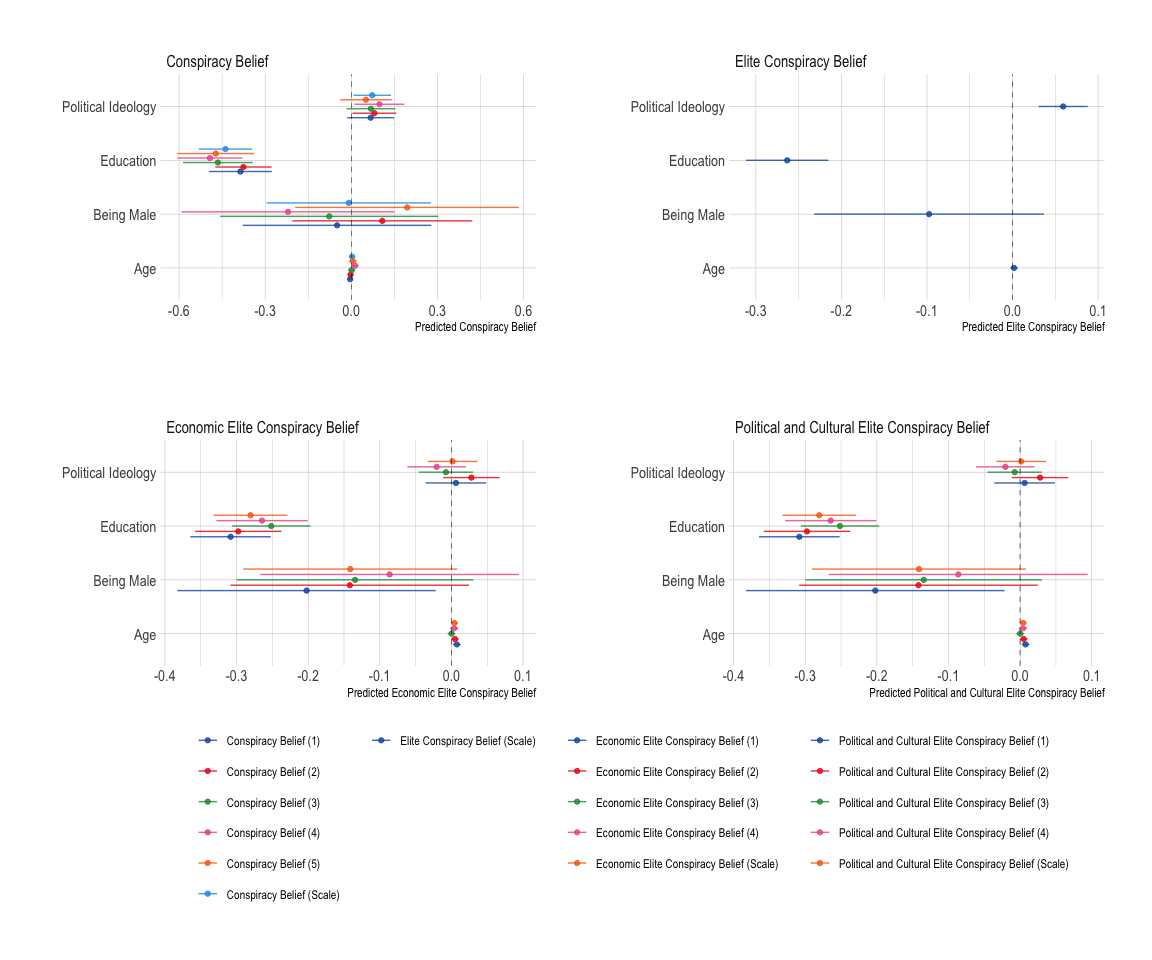 Conspiracy Belief
Political Ideology
Education
Being Male
Age
-0.6 -0.3 0.0 0.3 0.6
Predicted Conspiracy Belief
Elite Conspiracy Belief
Political Ideology
Education
Being Male
Age
-0.3 -0.2 -0.1 0.0 0.1
Predicted Elite Conspiracy Belief
Economic Elite Conspiracy Belief
Political Ideology
Education
Being Male
Age
-0.4 -0.3 -0.2 -0.1 0.0 0.1
Predicted Economic Elite Conspiracy Belief
Political and Cultural Elite Conspiracy Belief
Political Ideology
Education
Being Male
Age
-0.4 -0.3 -0.2 -0.1 0.0 0.1
Predicted Political and Cultural Elite Conspiracy Belief
Conspiracy Belief (1)
Conspiracy Belief (2)
Conspiracy Belief (3)
Conspiracy Belief (4)
Conspiracy Belief (5)
Conspiracy Belief (Scale)
Elite Conspiracy Belief (Scale)
Economic Elite Conspiracy Belief (1)
Economic Elite Conspiracy Belief (2)
Economic Elite Conspiracy Belief (3)
Economic Elite Conspiracy Belief (4)
Economic Elite Conspiracy Belief (Scale)
Political and Cultural Elite Conspiracy Belief (1)
Political and Cultural Elite Conspiracy Belief (2)
Political and Cultural Elite Conspiracy Belief (3)
Political and Cultural Elite Conspiracy Belief (4)
Political and Cultural Elite Conspiracy Belief (Scale)